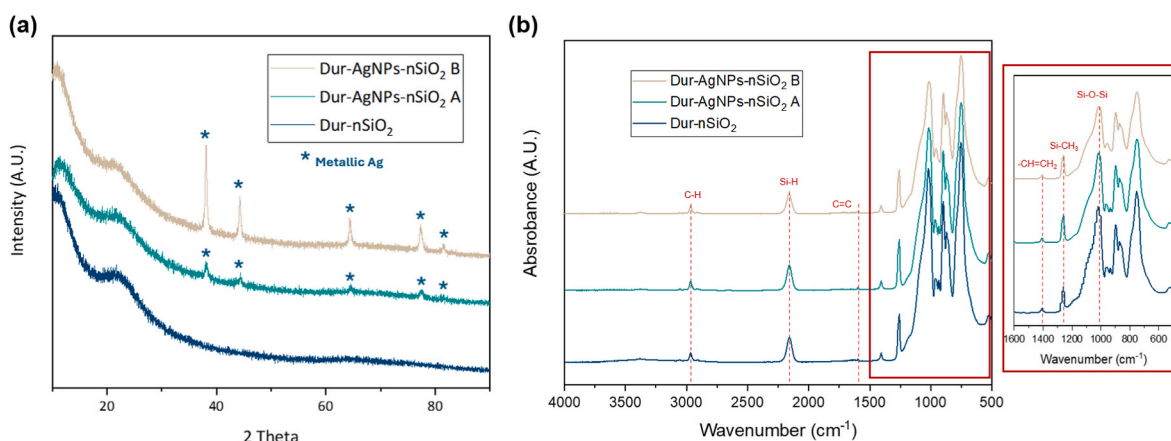 (a)
Intensity (A.U.)
Dur-AgNPs-nSiO₂ B
Dur-AgNPs-nSiO₂ A
Dur-nSiO₂
* Metallic Ag
* * * * *
* * * * *
20 40 60 80
2 Theta
(b)
Absrobance (A.U.)
Dur-AgNPs-nSiO₂ B
Dur-AgNPs-nSiO₂ A
Dur-nSiO₂
C-H
Si-H
C=C
4000 3500 3000 2500 2000 1500 1000 500
Wavenumber (cm⁻¹)
Si-O-Si
Si-CH₃
-CH=CH₂
1600 1400 1200 1000 800 600
Wavenumber (cm⁻¹)